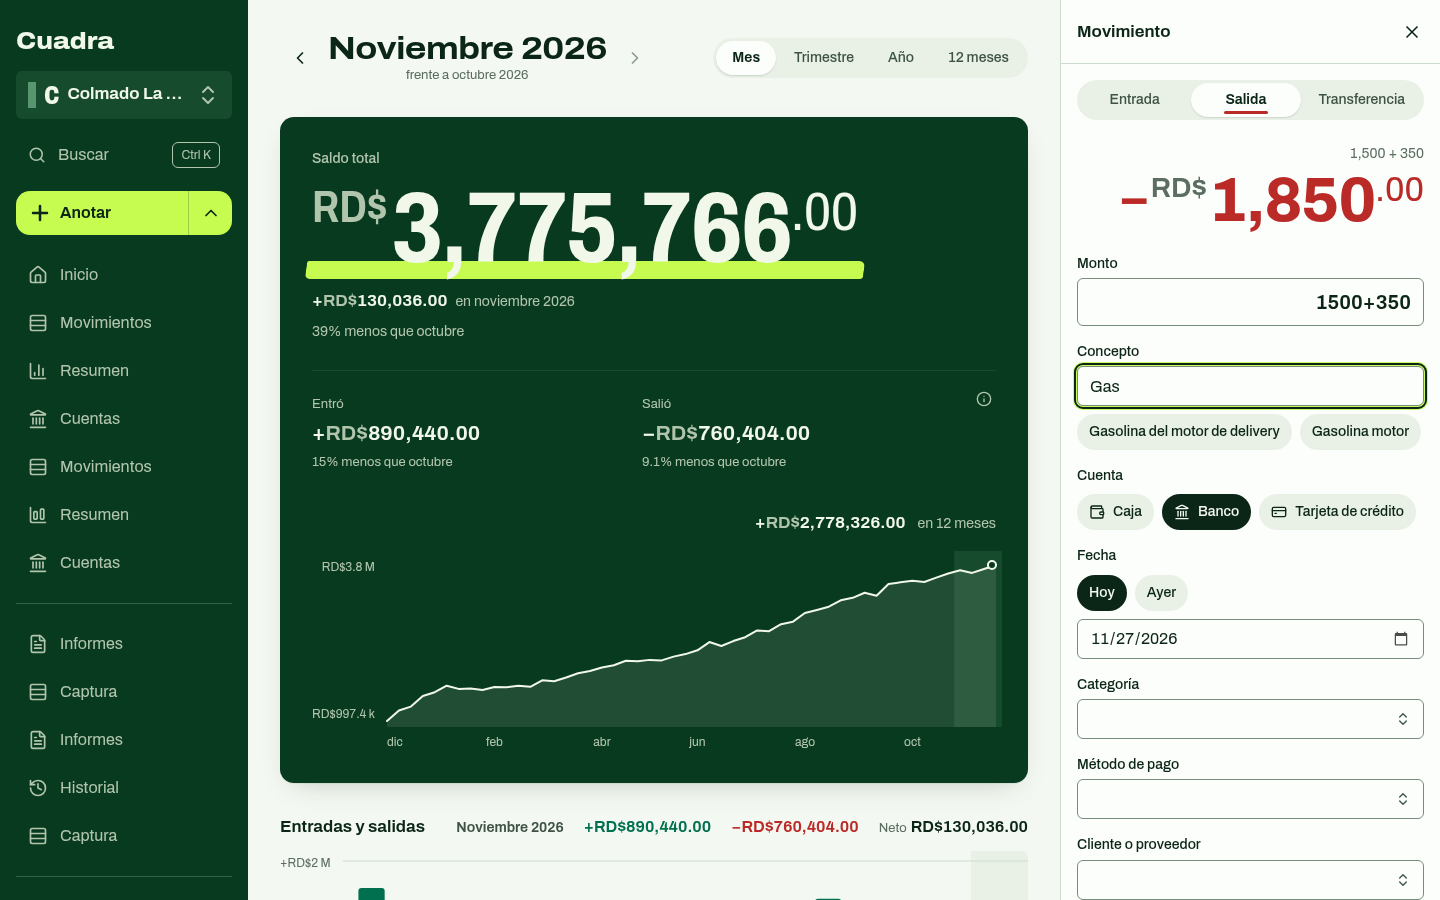 Cuadra
C Colmado La ...
Buscar
Ctrl K
Anotar
Inicio
Movimientos
Resumen
Cuentas
Movimientos
Resumen
Cuentas
Informes
Captura
Informes
Historial
Captura
Noviembre 2026
frente a octubre 2026
Mes
Trimestre
Año
12 meses
Saldo total
RD$3,775,766.00
+RD$130,036.00 en noviembre 2026
39% menos que octubre
Entró
+RD$890,440.00
15% menos que octubre
Salió
−RD$760,404.00
9.1% menos que octubre
+RD$2,778,326.00 en 12 meses
RD$3.8 M
RD$997.4 k
dic
feb
abr
jun
ago
oct
Entradas y salidas
Noviembre 2026
+RD$890,440.00
−RD$760,404.00
Neto RD$130,036.00
+RD$2 M
Movimiento
Entrada
Salida
Transferencia
1,500 + 350
−RD$1,850.00
Monto
1500+350
Concepto
Gas
Gasolina del motor de delivery
Gasolina motor
Cuenta
Caja
Banco
Tarjeta de crédito
Fecha
Hoy
Ayer
11/27/2026
Categoría
Método de pago
Cliente o proveedor